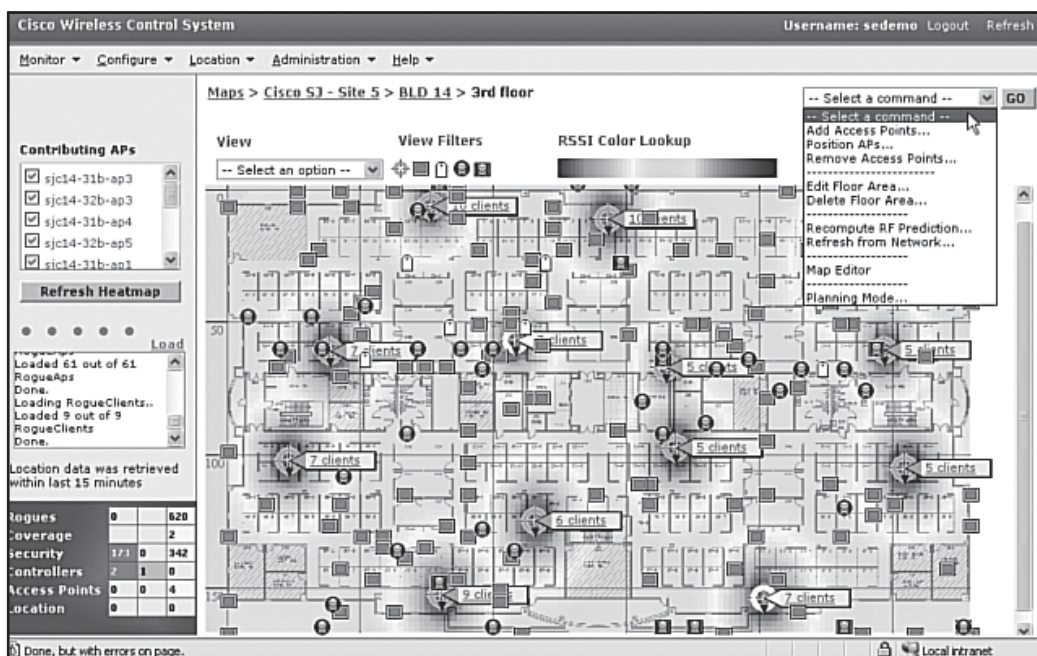 Cisco Wireless Control System
Username: sedemo Logout Refresh
Monitor Configure Location Administration Help
Maps > Cisco SJ - Site 5 > BLD 14 > 3rd floor
-- Select a command --
GO
-- Select a command --
Add Access Points...
Position APs...
Remove Access Points...
Edit Floor Area...
Delete Floor Area...
Recompute RF Prediction...
Refresh from Network...
Map Editor
Planning Mode...
View
View Filters
RSSI Color Lookup
-- Select an option --
Contributing APs
sjc14-31b-ap3
sjc14-32b-ap3
sjc14-31b-ap4
sjc14-32b-ap5
sjc14-31b-ap1
Refresh Heatmap
Load
RogueAps
Loaded 61 out of 61
RogueAps
Done.
Loading RogueClients..
Loaded 9 out of 9
RogueClients
Done.
Location data was retrieved
within last 15 minutes
Rogues 0 620
Coverage 2
Security 171 0 342
Controllers 2 1 0
Access Points 0 0 4
Location 0 0
0
50
100
150
10 clients
7 clients
clients
5 clients
5 clients
7 clients
5 clients
5 clients
6 clients
9 clients
7 clients
Done, but with errors on page.
Local intranet